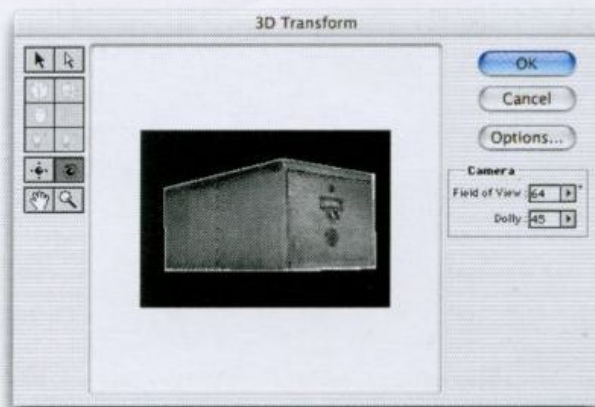 3D Transform
OK
Cancel
Options...
Camera
Field of View: 64 °
Dolly: 45